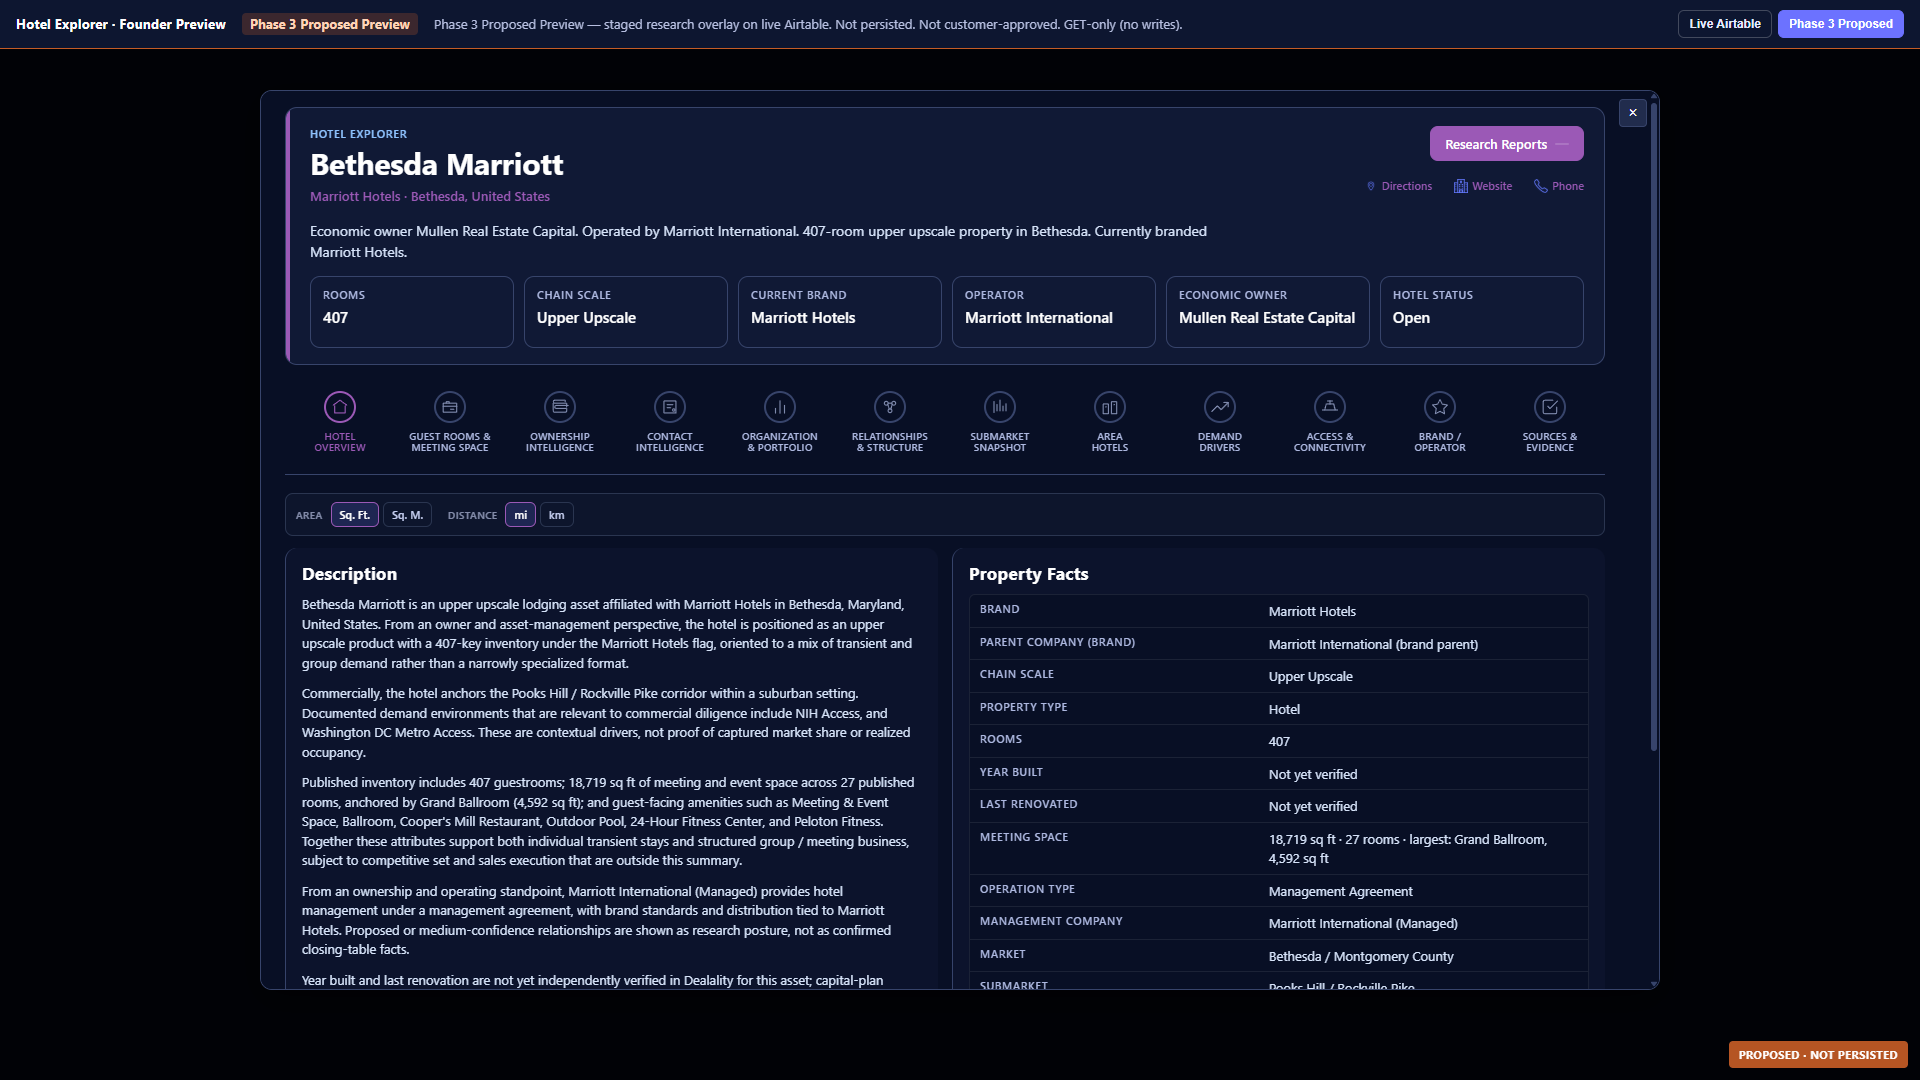 Hotel Explorer · Founder Preview
Phase 3 Proposed Preview
Phase 3 Proposed Preview — staged research overlay on live Airtable. Not persisted. Not customer-approved. GET-only (no writes).
Live Airtable
Phase 3 Proposed
×
HOTEL EXPLORER
Bethesda Marriott
Marriott Hotels · Bethesda, United States
Research Reports —
Directions
Website
Phone
Economic owner Mullen Real Estate Capital. Operated by Marriott International. 407-room upper upscale property in Bethesda. Currently branded
Marriott Hotels.
ROOMS
407
CHAIN SCALE
Upper Upscale
CURRENT BRAND
Marriott Hotels
OPERATOR
Marriott International
ECONOMIC OWNER
Mullen Real Estate Capital
HOTEL STATUS
Open
HOTEL
OVERVIEW
GUEST ROOMS &
MEETING SPACE
OWNERSHIP
INTELLIGENCE
CONTACT
INTELLIGENCE
ORGANIZATION
& PORTFOLIO
RELATIONSHIPS
& STRUCTURE
SUBMARKET
SNAPSHOT
AREA
HOTELS
DEMAND
DRIVERS
ACCESS &
CONNECTIVITY
BRAND /
OPERATOR
SOURCES &
EVIDENCE
AREA
Sq. Ft.
Sq. M.
DISTANCE
mi
km
Description
Bethesda Marriott is an upper upscale lodging asset affiliated with Marriott Hotels in Bethesda, Maryland,
United States. From an owner and asset-management perspective, the hotel is positioned as an upper
upscale product with a 407-key inventory under the Marriott Hotels flag, oriented to a mix of transient and
group demand rather than a narrowly specialized format.
Commercially, the hotel anchors the Pooks Hill / Rockville Pike corridor within a suburban setting.
Documented demand environments that are relevant to commercial diligence include NIH Access, and
Washington DC Metro Access. These are contextual drivers, not proof of captured market share or realized
occupancy.
Published inventory includes 407 guestrooms; 18,719 sq ft of meeting and event space across 27 published
rooms, anchored by Grand Ballroom (4,592 sq ft); and guest-facing amenities such as Meeting & Event
Space, Ballroom, Cooper's Mill Restaurant, Outdoor Pool, 24-Hour Fitness Center, and Peloton Fitness.
Together these attributes support both individual transient stays and structured group / meeting business,
subject to competitive set and sales execution that are outside this summary.
From an ownership and operating standpoint, Marriott International (Managed) provides hotel
management under a management agreement, with brand standards and distribution tied to Marriott
Hotels. Proposed or medium-confidence relationships are shown as research posture, not as confirmed
closing-table facts.
Year built and last renovation are not yet independently verified in Dealality for this asset; capital-plan
Property Facts
BRAND
Marriott Hotels
PARENT COMPANY (BRAND)
Marriott International (brand parent)
CHAIN SCALE
Upper Upscale
PROPERTY TYPE
Hotel
ROOMS
407
YEAR BUILT
Not yet verified
LAST RENOVATED
Not yet verified
MEETING SPACE
18,719 sq ft · 27 rooms · largest: Grand Ballroom,
4,592 sq ft
OPERATION TYPE
Management Agreement
MANAGEMENT COMPANY
Marriott International (Managed)
MARKET
Bethesda / Montgomery County
SUBMARKET
Pooks Hill / Rockville Pike
PROPOSED · NOT PERSISTED